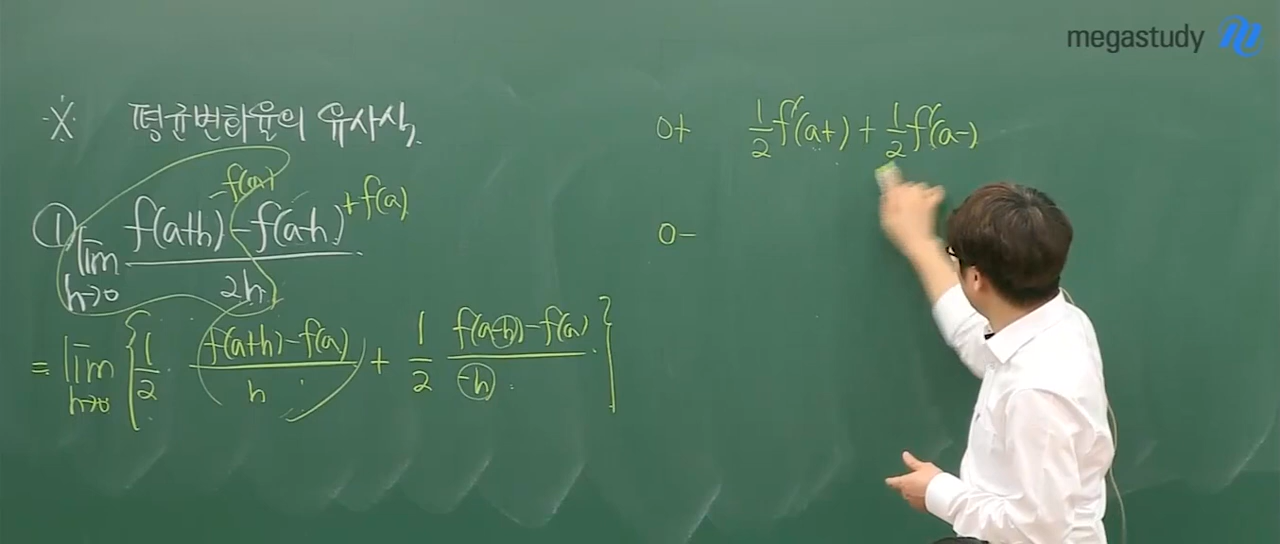 megastudy
※ 평균변화율의 유사식
① lim h→0 f(a+h) -f(a) -f(a-h) +f(a) / 2h
= lim h→0 { 1/2 f(a+h)-f(a) / h + 1/2 f(a-h)-f(a) / -h }
0+ 1/2 f'(a+) + 1/2 f'(a-)
0-